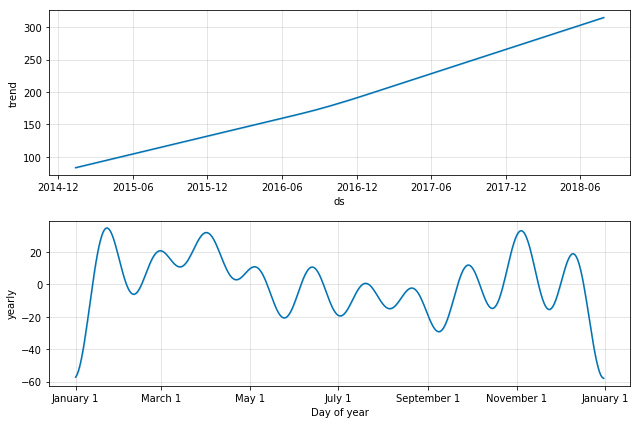 300
250
200
150
100
trend
2014-12 2015-06 2015-12 2016-06 2016-12 2017-06 2017-12 2018-06
ds
20
0
−20
−40
−60
yearly
January 1 March 1 May 1 July 1 September 1 November 1 January 1
Day of year